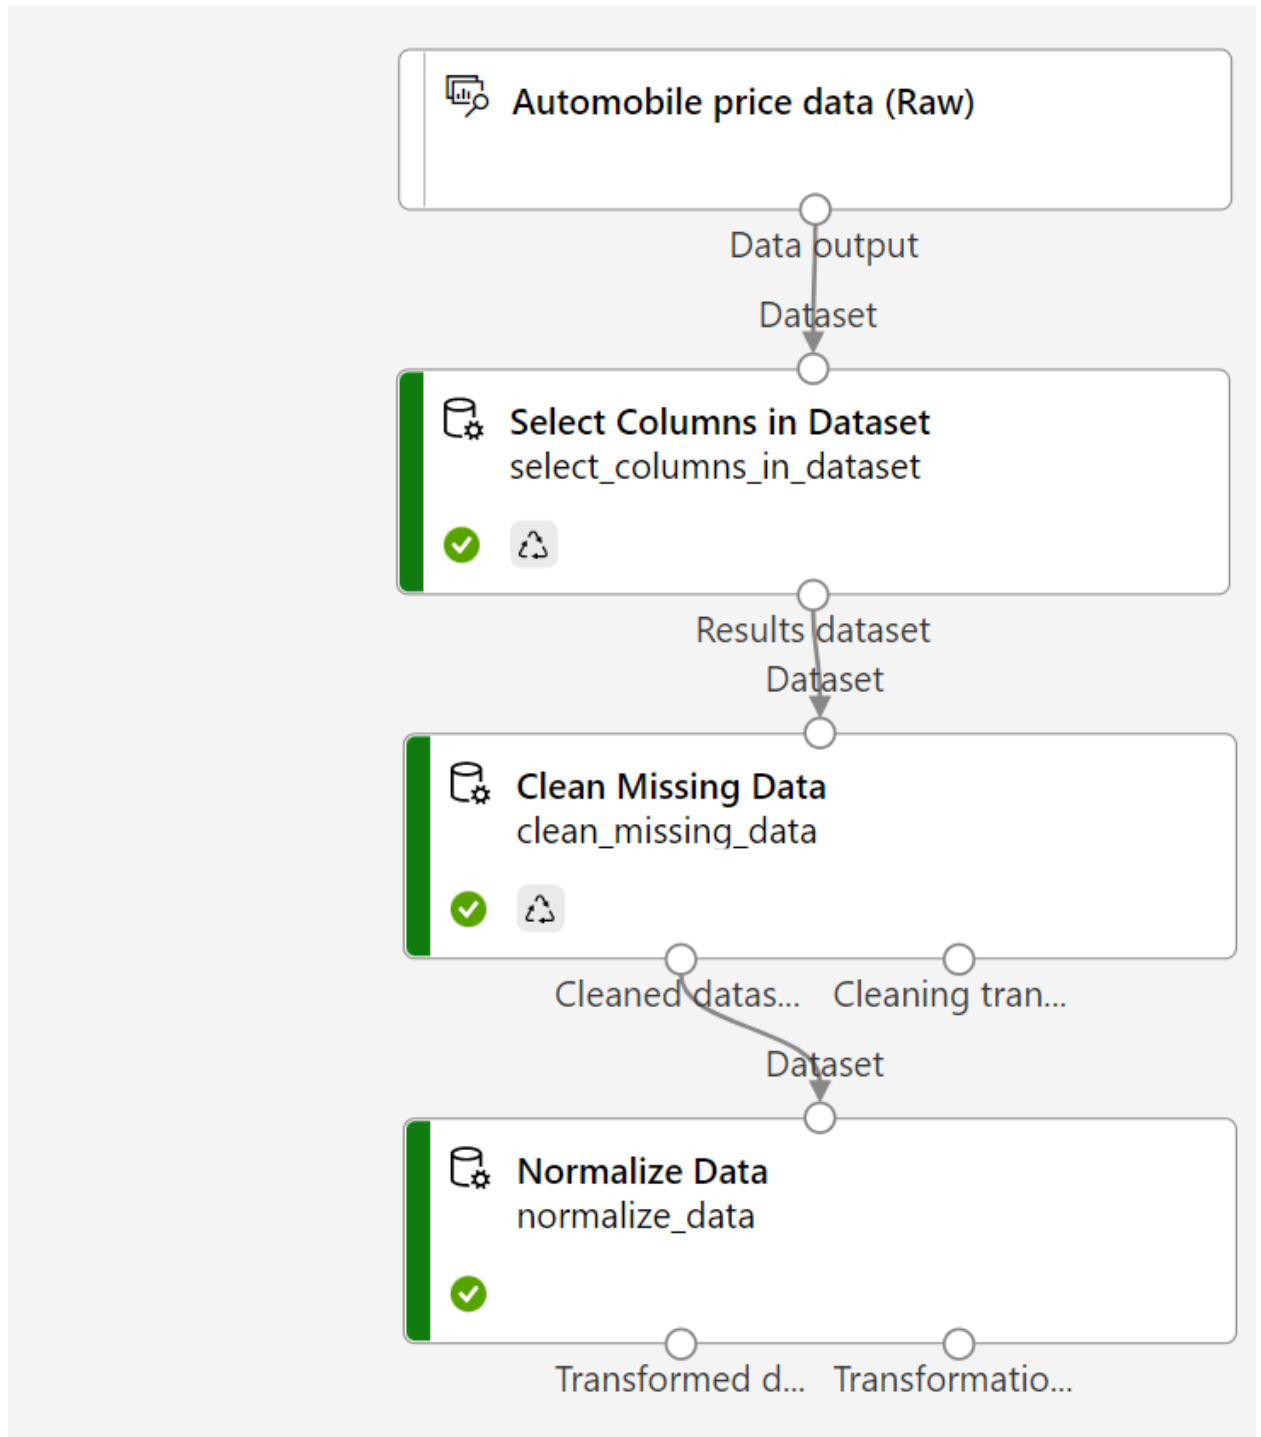 Automobile price data (Raw)
Data output
Dataset
Select Columns in Dataset
select_columns_in_dataset
Results dataset
Dataset
Clean Missing Data
clean_missing_data
Cleaned datas... Cleaning tran...
Dataset
Normalize Data
normalize_data
Transformed d... Transformatio...